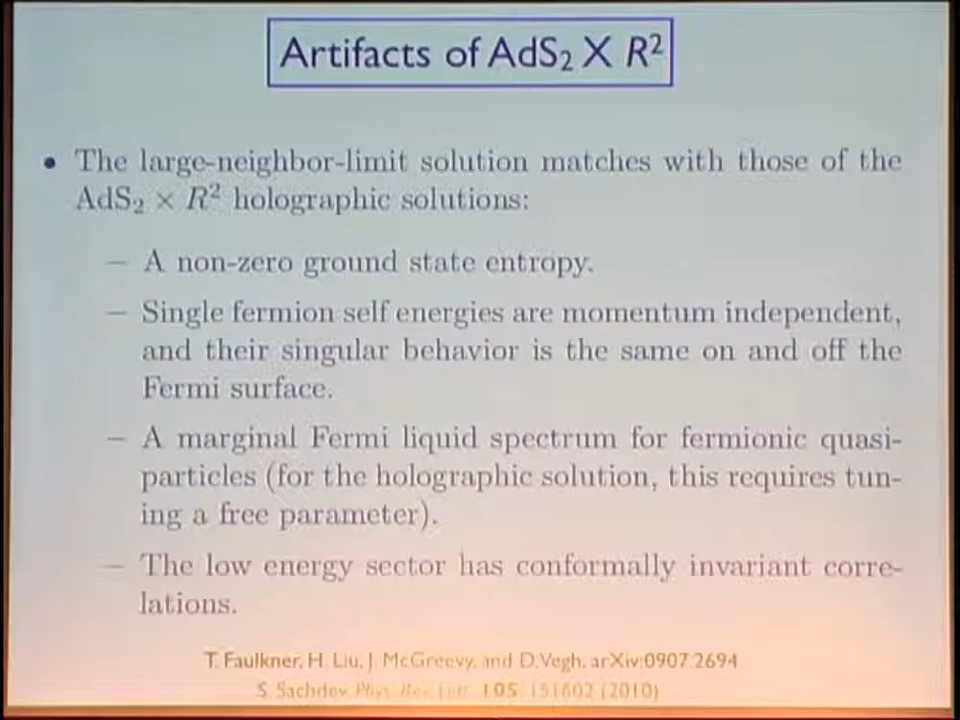 Artifacts of AdS₂ X R²
• The large-neighbor-limit solution matches with those of the
AdS₂ × R² holographic solutions:
– A non-zero ground state entropy.
– Single fermion self energies are momentum independent,
and their singular behavior is the same on and off the
Fermi surface.
– A marginal Fermi liquid spectrum for fermionic quasi-
particles (for the holographic solution, this requires tun-
ing a free parameter).
– The low energy sector has conformally invariant corre-
lations.
T. Faulkner, H. Liu, J. McGreevy, and D. Vegh, arXiv:0907.2694
S. Sachdev, Phys. Rev. Lett. 105, 151602 (2010)